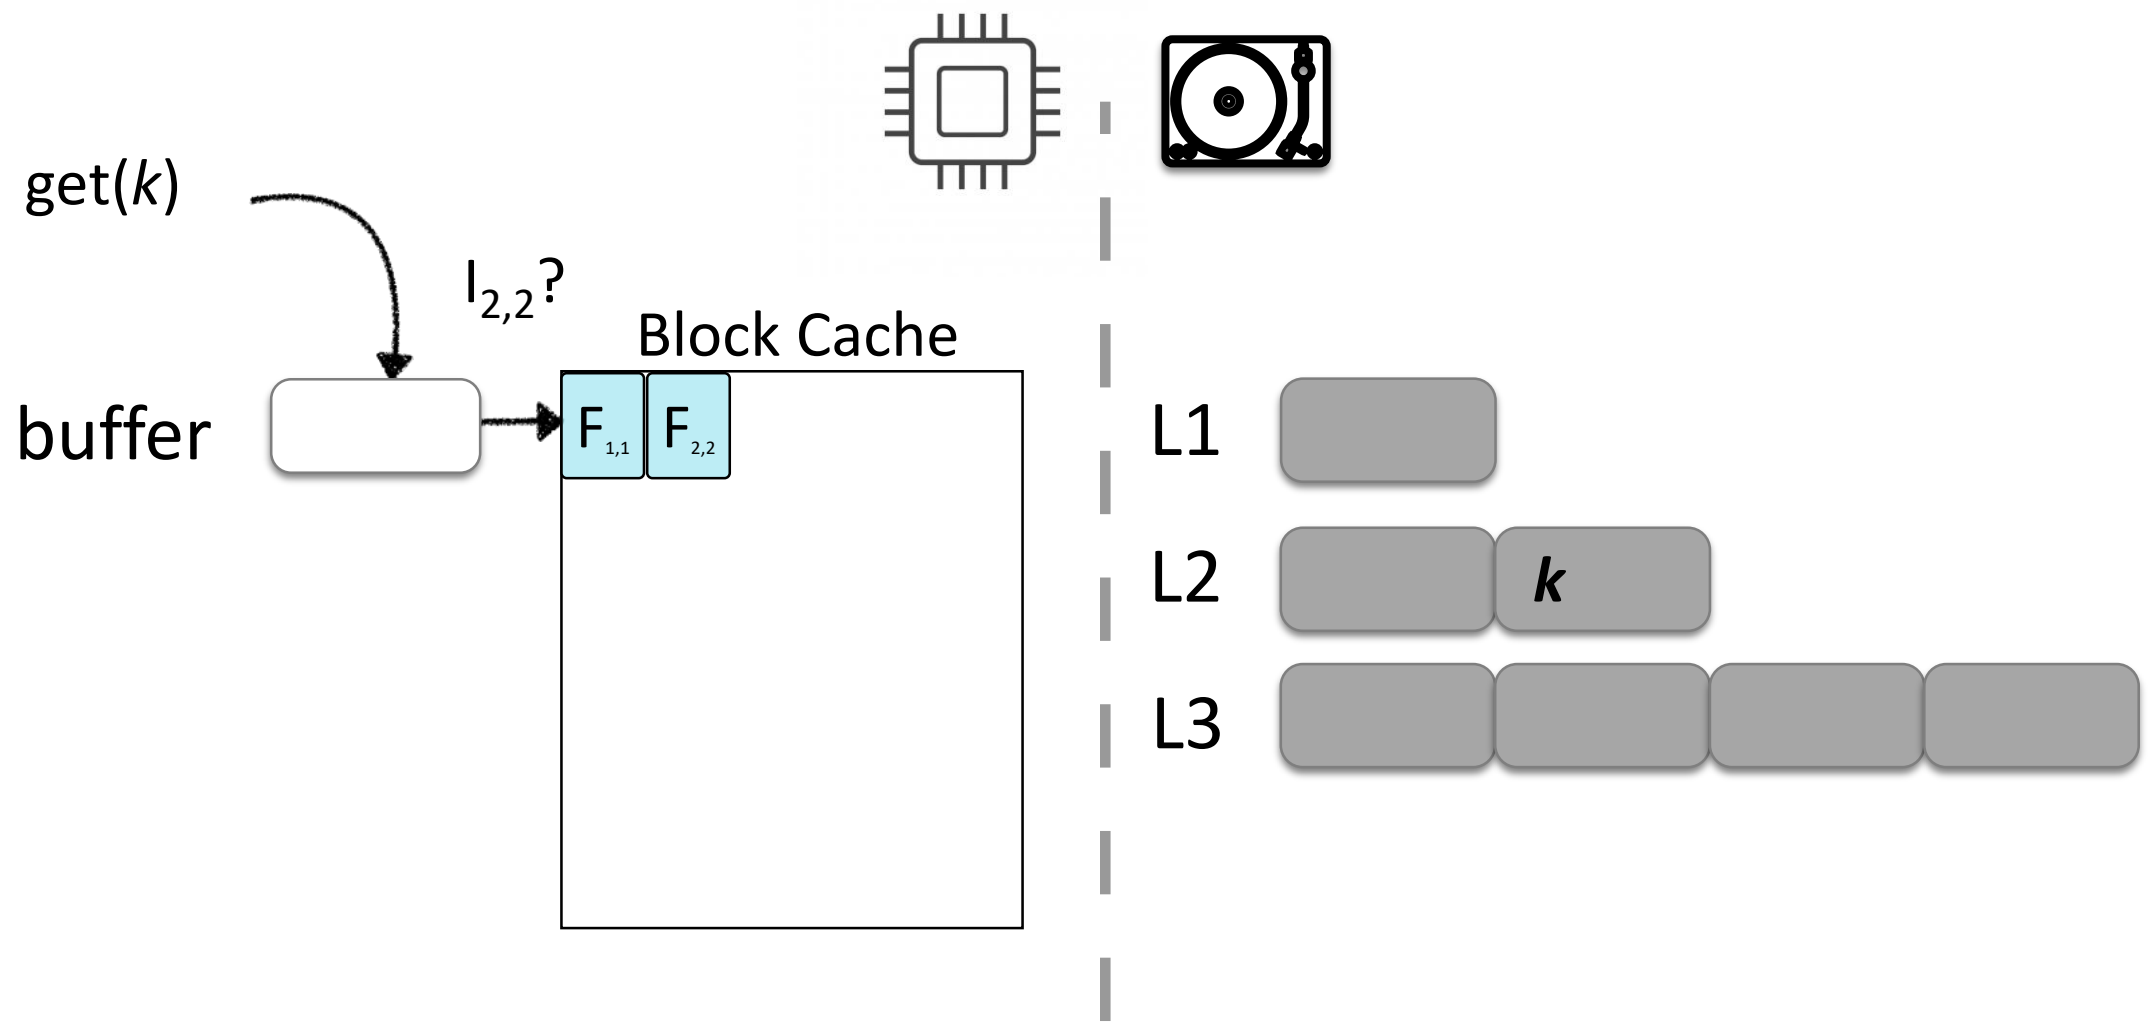 get(k)
I2,2?
Block Cache
buffer
F1,1
F2,2
L1
L2
k
L3